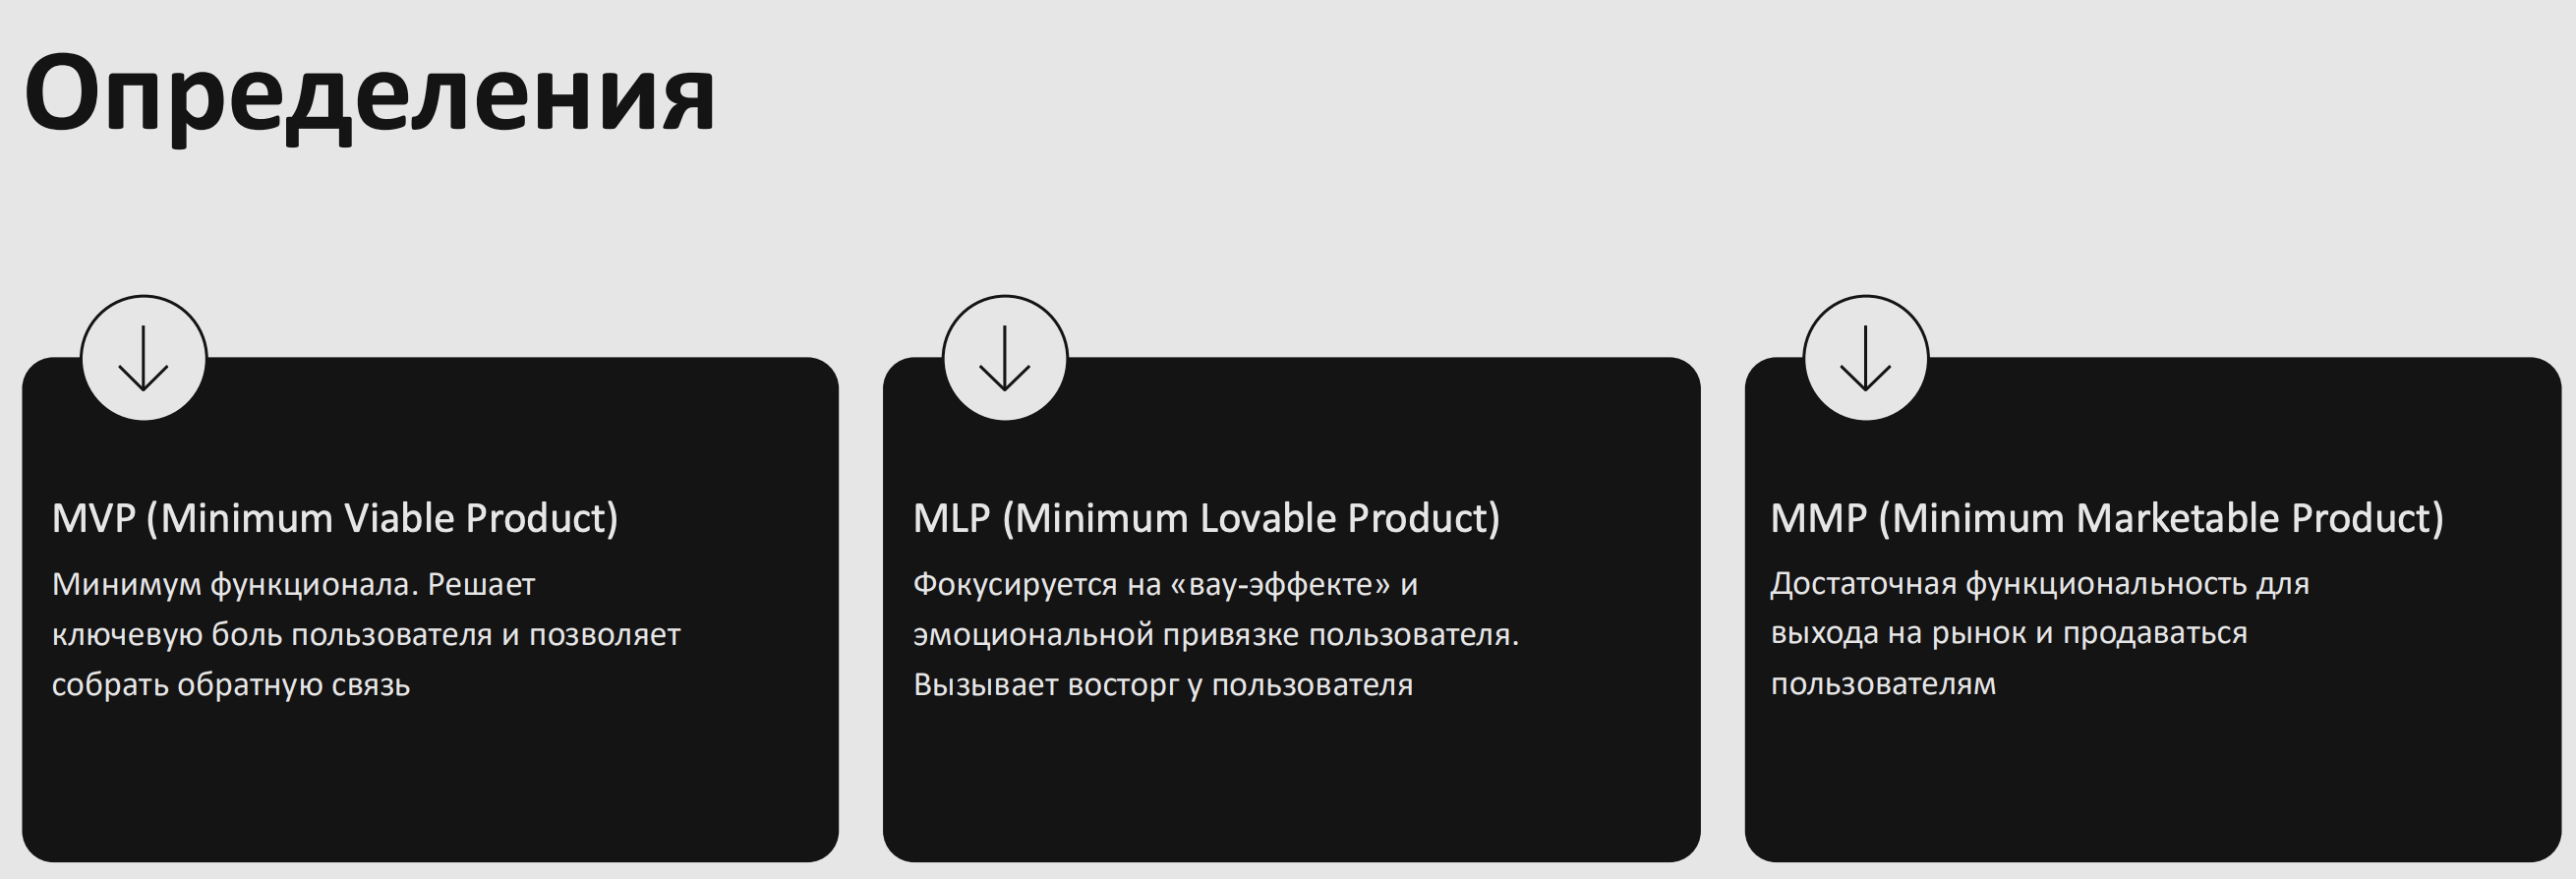 Определения
MVP (Minimum Viable Product)
Минимум функционала. Решает
ключевую боль пользователя и позволяет
собрать обратную связь
MLP (Minimum Lovable Product)
Фокусируется на «вау-эффекте» и
эмоциональной привязке пользователя.
Вызывает восторг у пользователя
MMP (Minimum Marketable Product)
Достаточная функциональность для
выхода на рынок и продаваться
пользователям